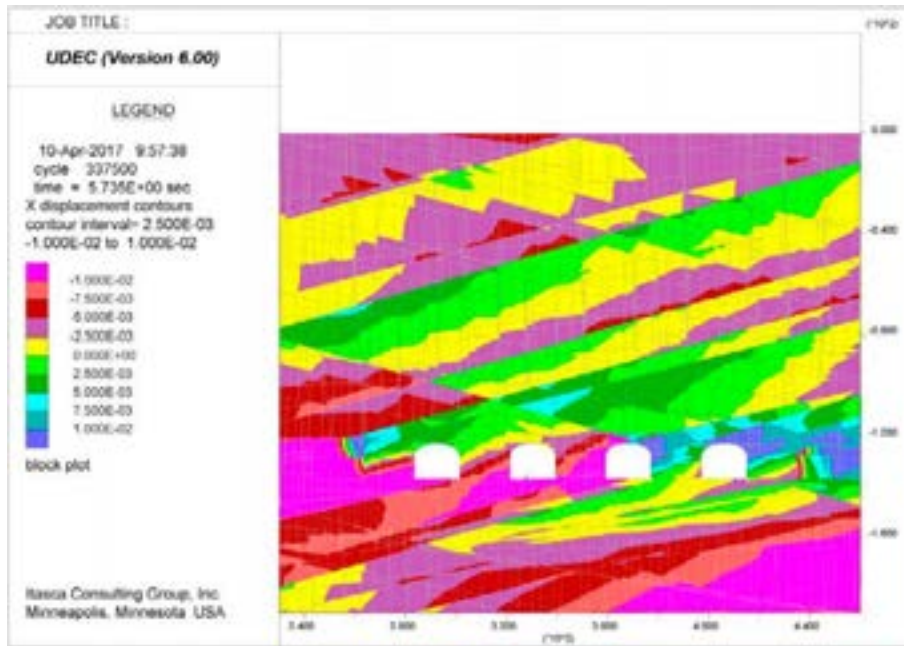 JOB TITLE :
UDEC (Version 6.00)
LEGEND
10-Apr-2017 9:57:38
cycle 337500
time = 5.735E+00 sec
X displacement contours
contour interval= 2.500E-03
-1.000E-02 to 1.000E-02
-1.000E-02
-7.500E-03
-5.000E-03
-2.500E-03
0.000E+00
2.500E-03
5.000E-03
7.500E-03
1.000E-02
block plot
Itasca Consulting Group, Inc.
Minneapolis, Minnesota USA
0.000